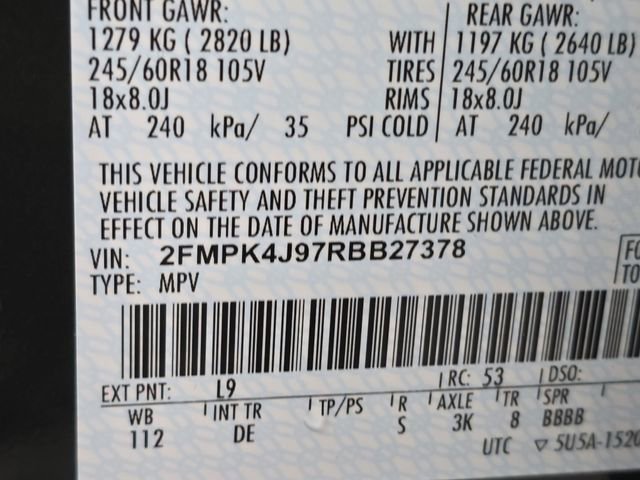 FRONT GAWR: REAR GAWR:
1279 KG ( 2820 LB) WITH 1197 KG ( 2640 LB)
245/60R18 105V TIRES 245/60R18 105V
18x8.0J RIMS 18x8.0J
AT 240 kPa/ 35 PSI COLD AT 240 kPa/
THIS VEHICLE CONFORMS TO ALL APPLICABLE FEDERAL MOT
VEHICLE SAFETY AND THEFT PREVENTION STANDARDS IN
EFFECT ON THE DATE OF MANUFACTURE SHOWN ABOVE.
VIN: 2FMPK4J97RBB27378
TYPE: MPV
EXT PNT: L9 RC: 53 DSO:
WB INT TR TP/PS R AXLE TR SPR
112 DE S 3K 8 BBBB
UTC ▽ 5U5A-1520